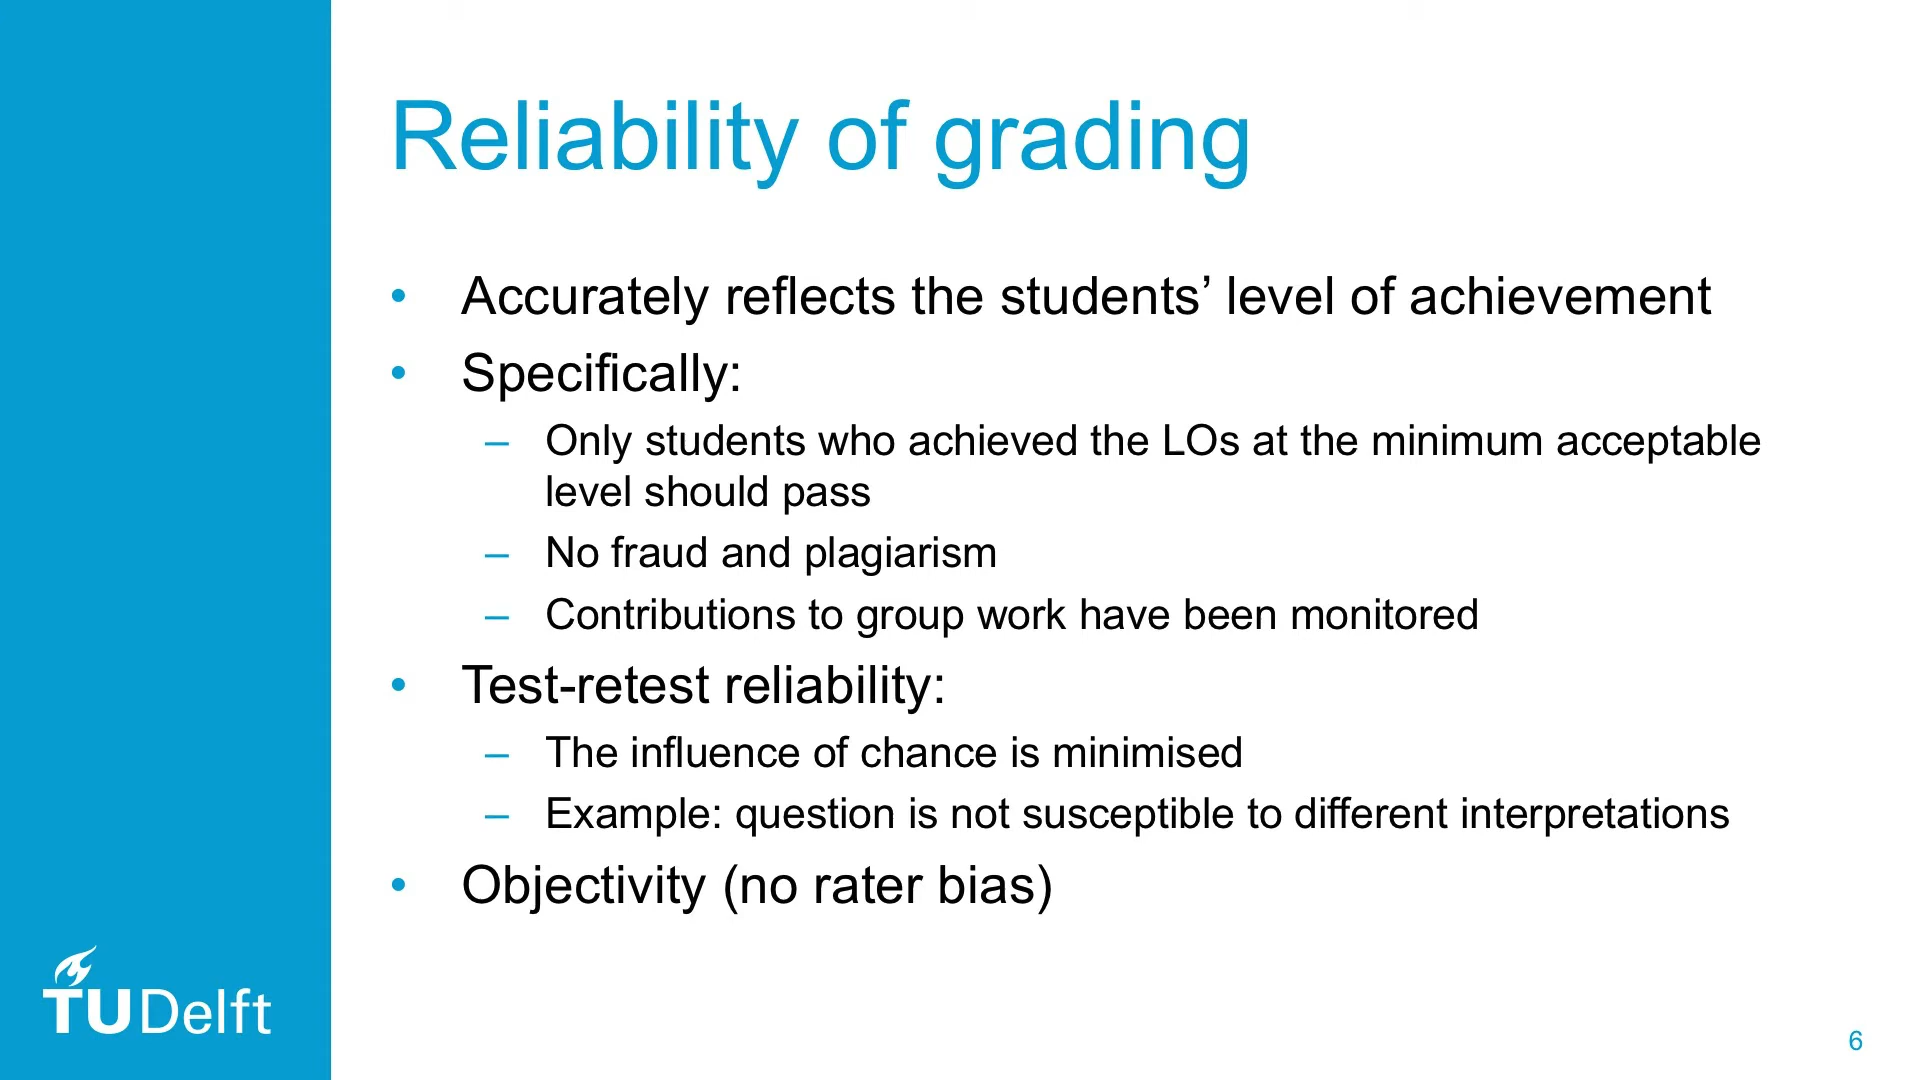 Reliability of grading
• Accurately reflects the students’ level of achievement
• Specifically:
– Only students who achieved the LOs at the minimum acceptable
level should pass
– No fraud and plagiarism
– Contributions to group work have been monitored
• Test-retest reliability:
– The influence of chance is minimised
– Example: question is not susceptible to different interpretations
• Objectivity (no rater bias)
TUDelft
6